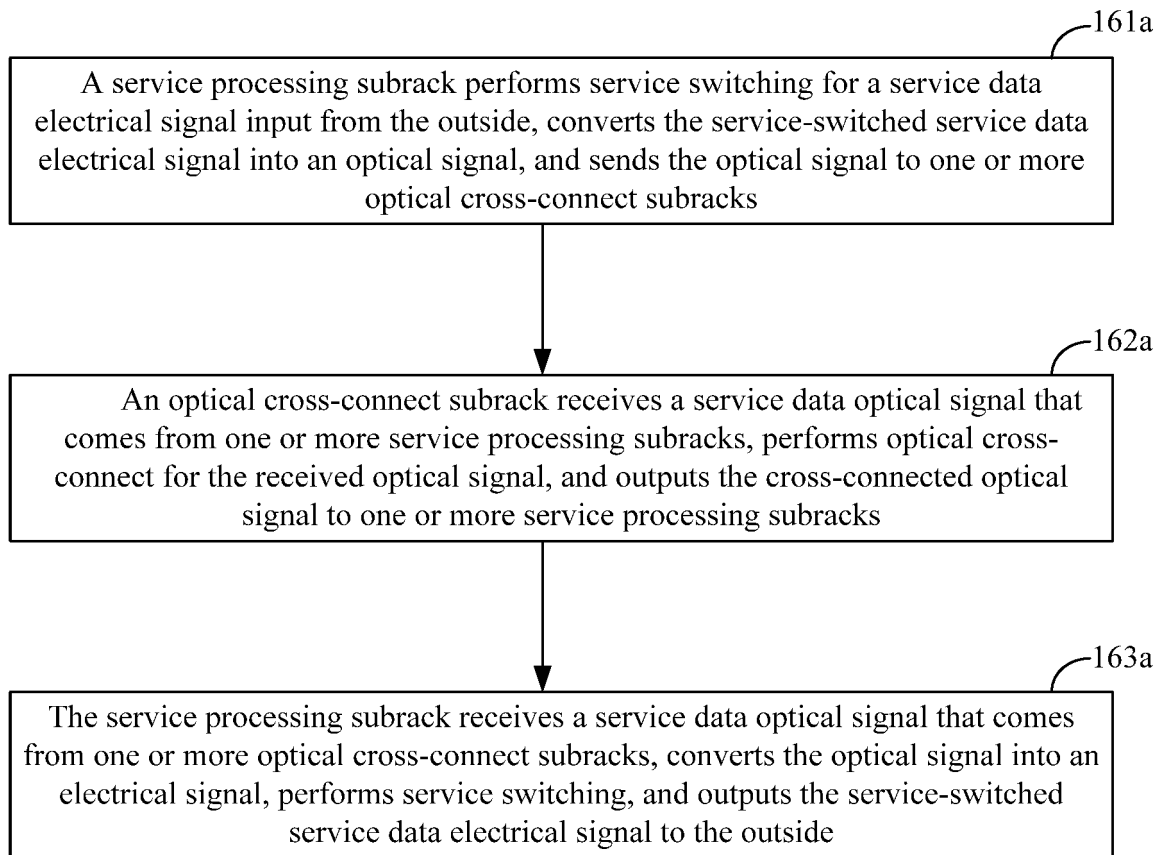 161a
A service processing subrack performs service switching for a service data
electrical signal input from the outside, converts the service-switched service data
electrical signal into an optical signal, and sends the optical signal to one or more
optical cross-connect subracks
162a
An optical cross-connect subrack receives a service data optical signal that
comes from one or more service processing subracks, performs optical cross-
connect for the received optical signal, and outputs the cross-connected optical
signal to one or more service processing subracks
163a
The service processing subrack receives a service data optical signal that comes
from one or more optical cross-connect subracks, converts the optical signal into an
electrical signal, performs service switching, and outputs the service-switched
service data electrical signal to the outside